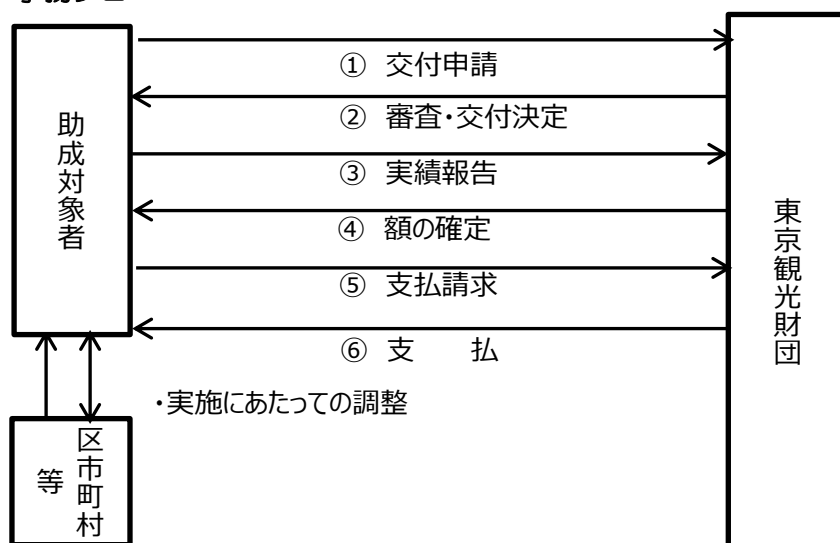 助成対象者
① 交付申請
② 審査・交付決定
③ 実績報告
④ 額の確定
⑤ 支払請求
⑥ 支　払
・実施にあたっての調整
区市町村
等
東京観光財団